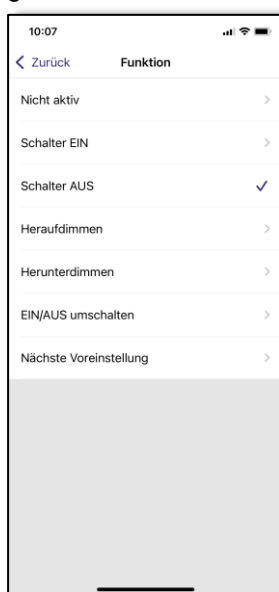 10:07
Zurück Funktion
Nicht aktiv
Schalter EIN
Schalter AUS
Heraufdimmen
Herunterdimmen
EIN/AUS umschalten
Nächste Voreinstellung